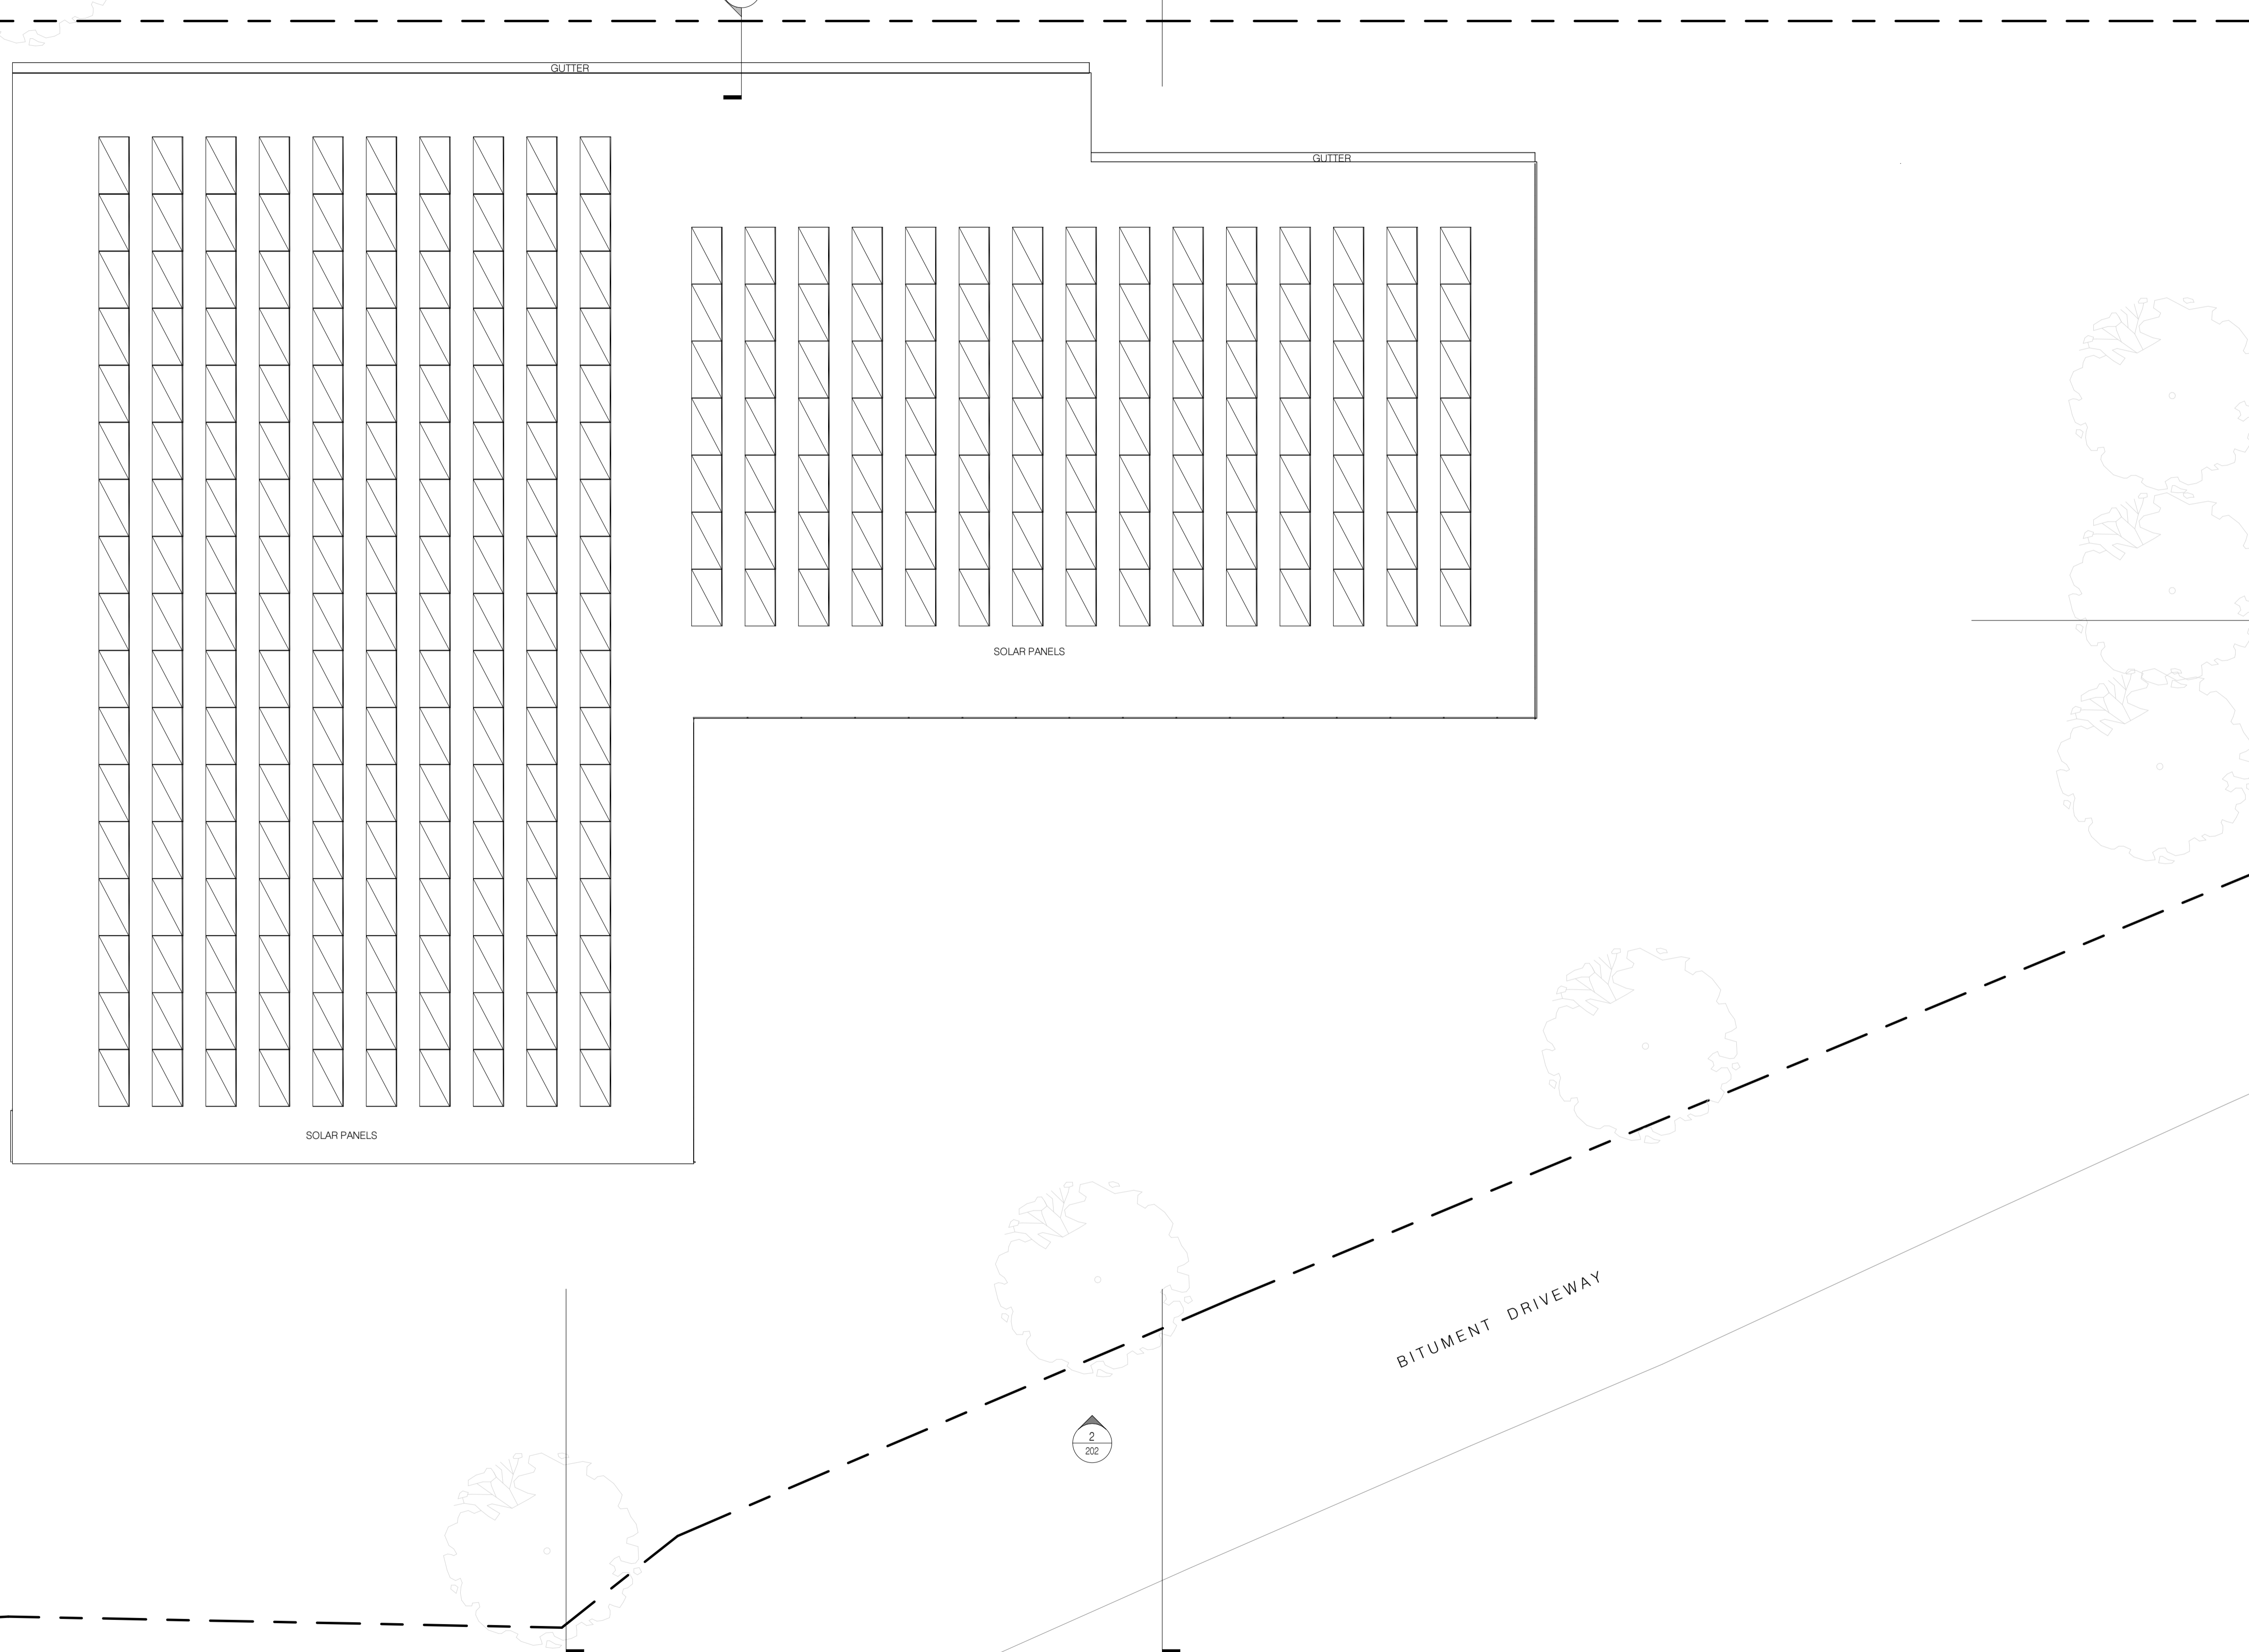 GUTTER
GUTTER
SOLAR PANELS
SOLAR PANELS
BITUMENT DRIVEWAY
2
202